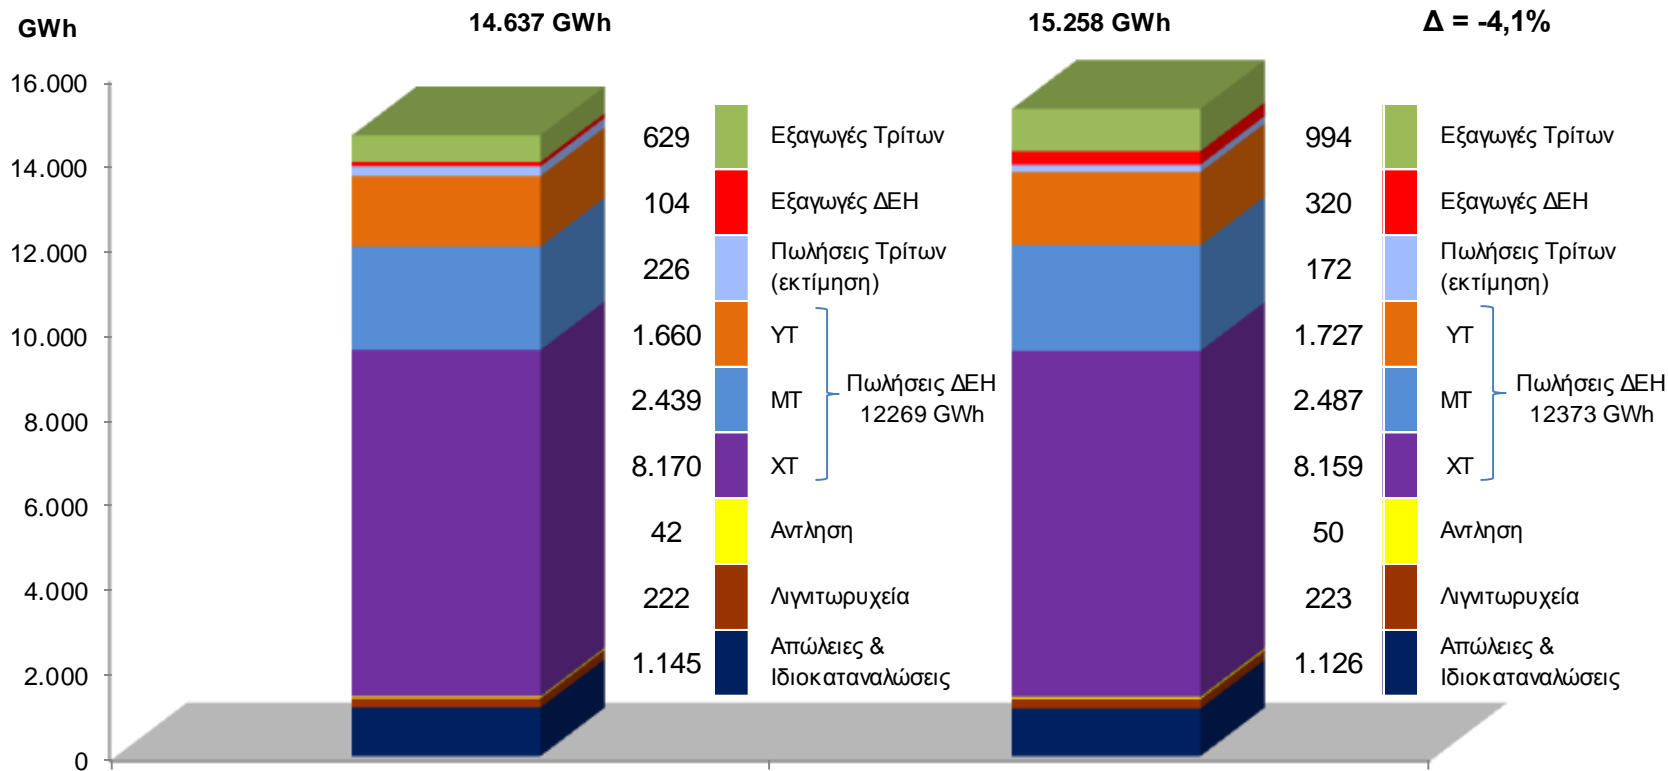 GWh
14.637 GWh
15.258 GWh
Δ = -4,1%
16.000
14.000
12.000
10.000
8.000
6.000
4.000
2.000
0
629 Εξαγωγές Τρίτων
104 Εξαγωγές ΔΕΗ
226 Πωλήσεις Τρίτων
(εκτίμηση)
1.660 ΥΤ
2.439 ΜΤ
8.170 ΧΤ
Πωλήσεις ΔΕΗ
12269 GWh
42 Αντληση
222 Λιγνιτωρυχεία
1.145 Απώλειες &
Ιδιοκαταναλώσεις
994 Εξαγωγές Τρίτων
320 Εξαγωγές ΔΕΗ
172 Πωλήσεις Τρίτων
(εκτίμηση)
1.727 ΥΤ
2.487 ΜΤ
8.159 ΧΤ
Πωλήσεις ΔΕΗ
12373 GWh
50 Αντληση
223 Λιγνιτωρυχεία
1.126 Απώλειες &
Ιδιοκαταναλώσεις